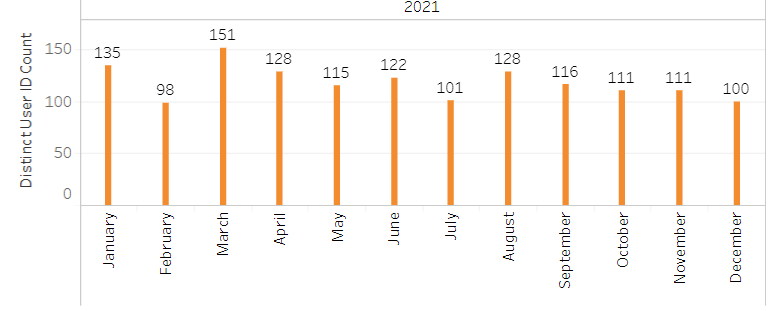 2021
Distinct User ID Count
150
100
50
0
135
98
151
128
115
122
101
128
116
111
111
100
January
February
March
April
May
June
July
August
September
October
November
December